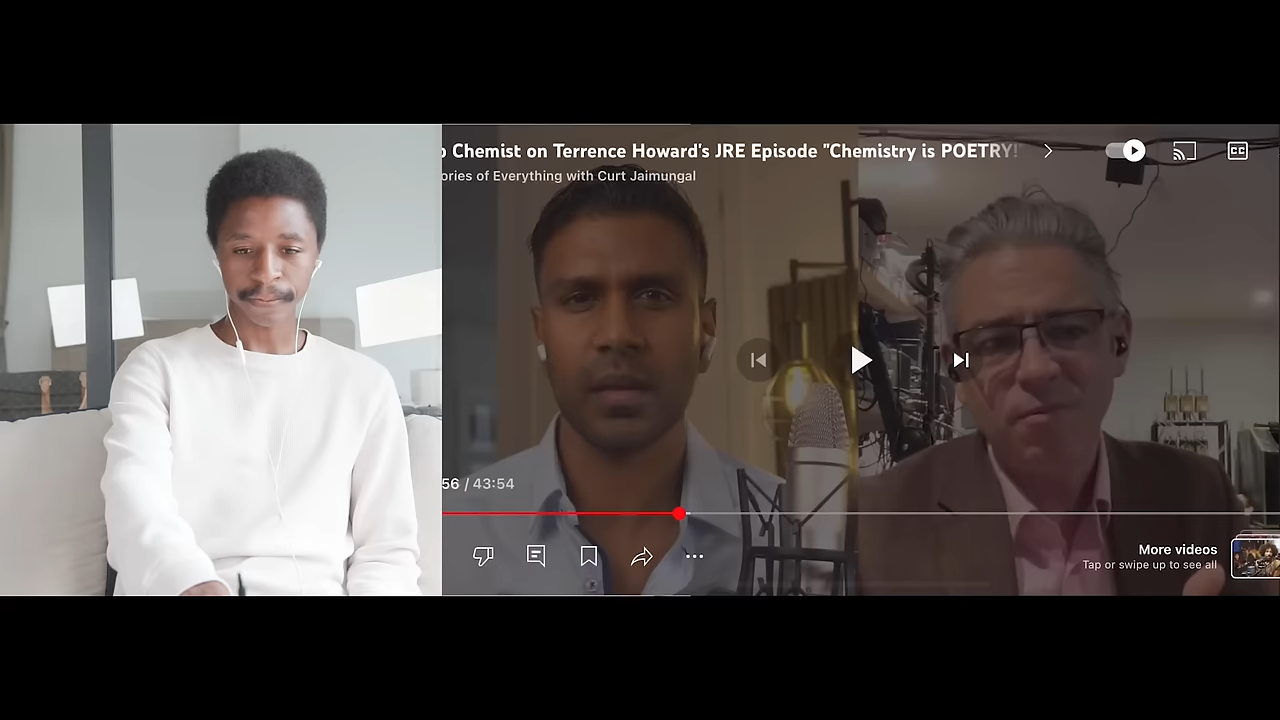 Chemist on Terrence Howard's JRE Episode "Chemistry is POETRY!
ories of Everything with Curt Jaimungal
CC
56 / 43:54
More videos
Tap or swipe up to see all